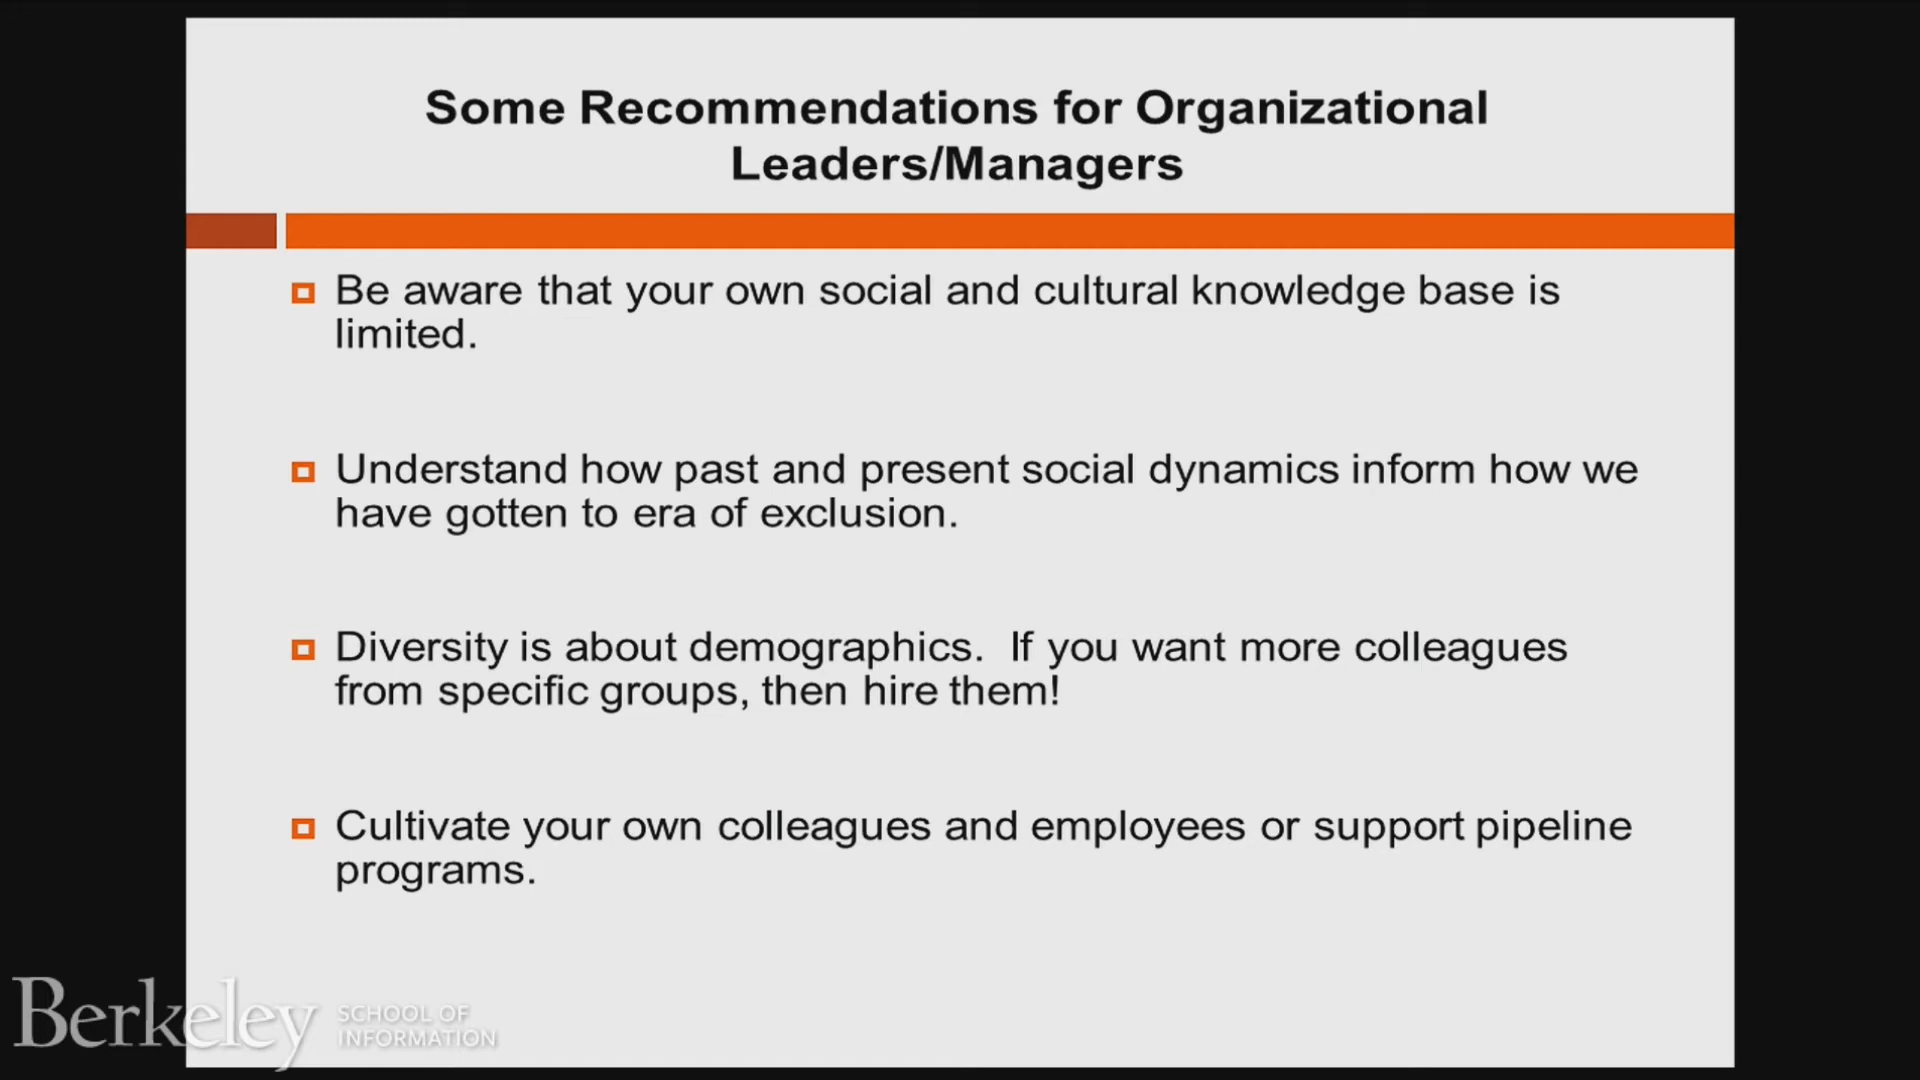 Some Recommendations for Organizational
Leaders/Managers
Be aware that your own social and cultural knowledge base is
limited.
Understand how past and present social dynamics inform how we
have gotten to era of exclusion.
Diversity is about demographics.  If you want more colleagues
from specific groups, then hire them!
Cultivate your own colleagues and employees or support pipeline
programs.
Berkeley SCHOOL OF
INFORMATION